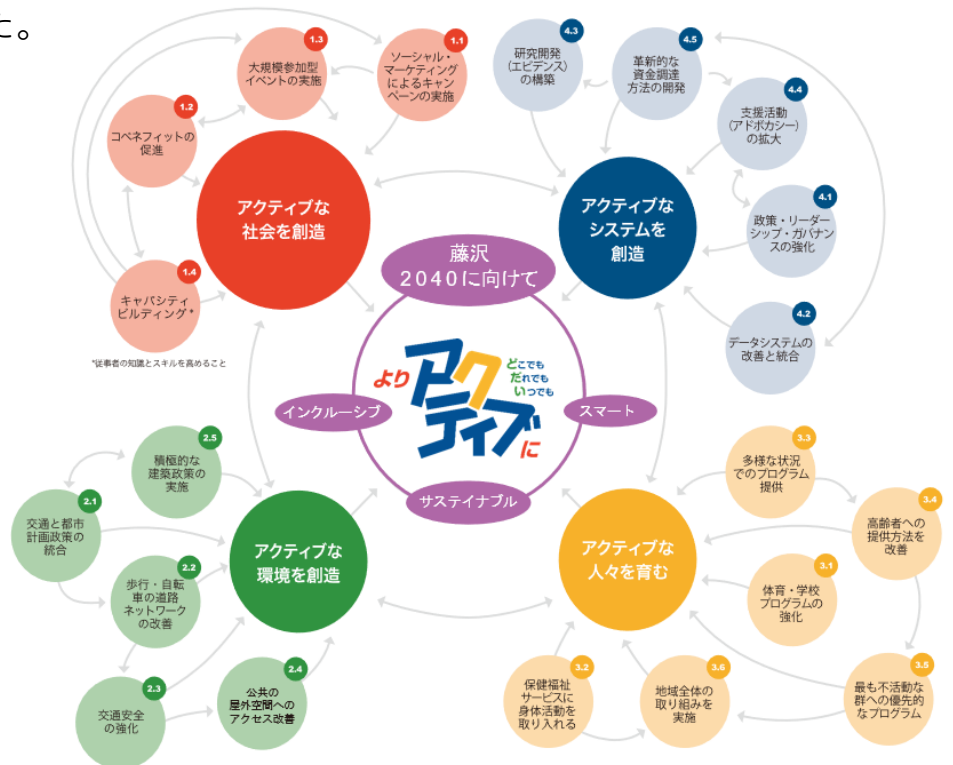 た。
1.3
大規模参加型
イベントの実施
1.1
ソーシャル・
マーケティング
によるキャン
ペーンの実施
1.2
コベネフィットの
促進
1.4
キャパシティ
ビルディング*
*従事者の知識とスキルを高めること
アクティブな
社会を創造
4.3
研究開発
(エビデンス)
の構築
4.5
革新的な
資金調達
方法の開発
4.4
支援活動
(アドボカシー)
の拡大
4.1
政策・リーダー
シップ・ガバナン
スの強化
4.2
データシステムの
改善と統合
アクティブな
システムを
創造
藤沢
2040に向けて
より
アクティブに
どこでも
だれでも
いつでも
インクルーシブ
スマート
サステイナブル
2.5
積極的な
建築政策の
実施
2.1
交通と都市
計画政策の
統合
2.2
歩行・自転
車の道路
ネットワーク
の改善
2.3
交通安全
の強化
2.4
公共の
屋外空間への
アクセス改善
アクティブな
環境を創造
アクティブな
人々を育む
3.3
多様な状況
でのプログラム
提供
3.4
高齢者への
提供方法を
改善
3.1
体育・学校
プログラムの
強化
3.5
最も不活動な
群への優先的
なプログラム
3.6
地域全体の
取り組みを
実施
3.2
保健福祉
サービスに
身体活動を
取り入れる